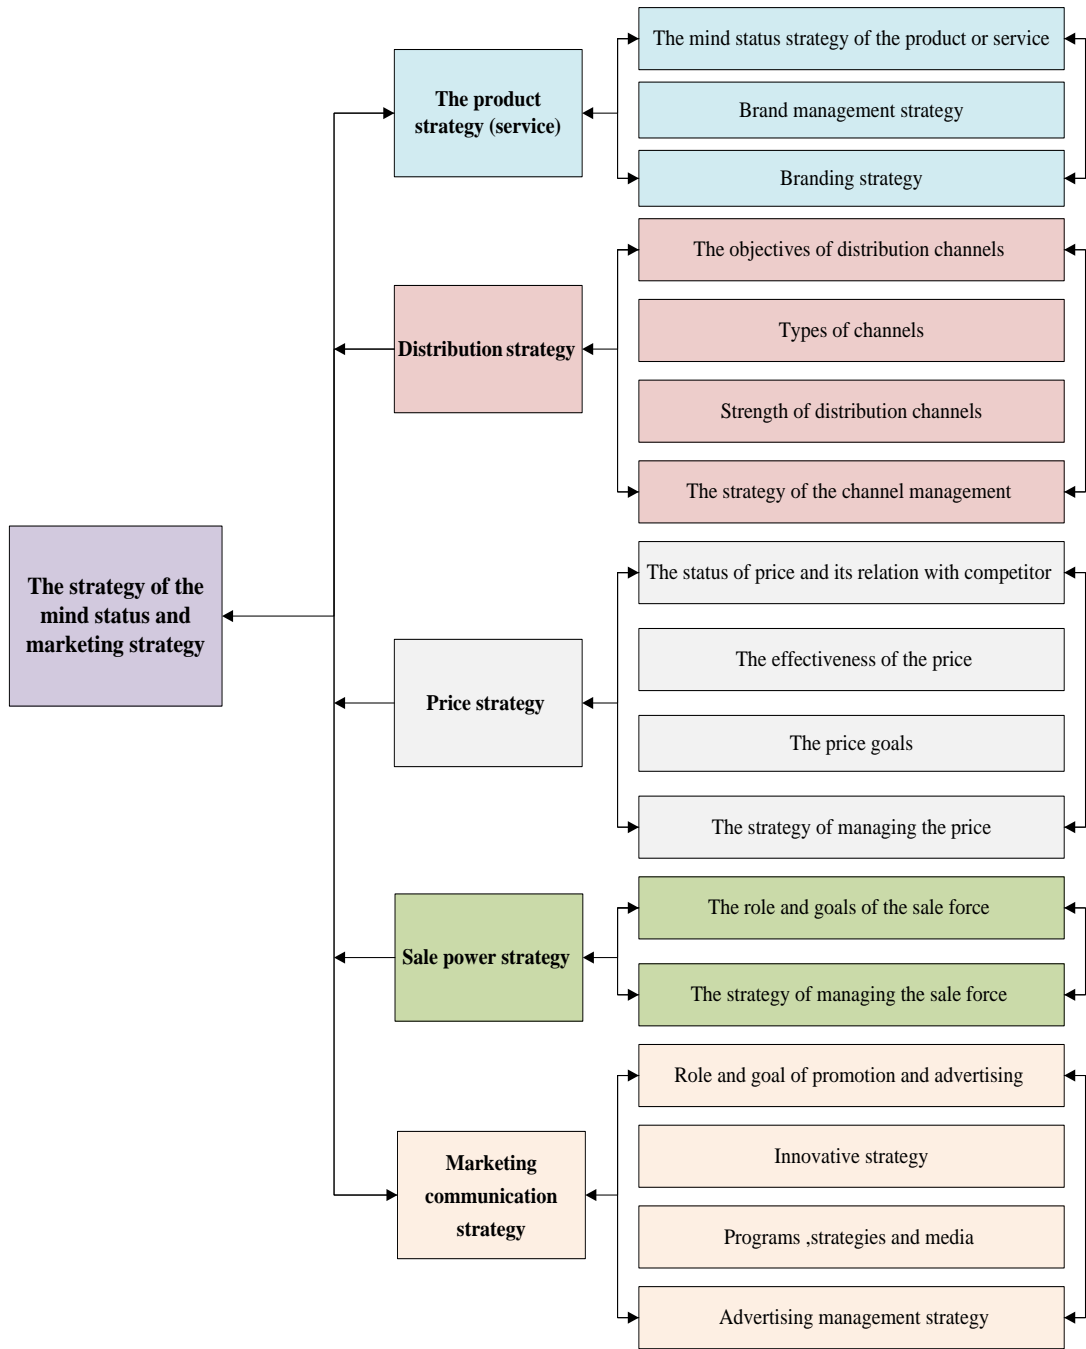 The mind status strategy of the product or service
The product
strategy (service)
Brand management strategy
Branding strategy
The objectives of distribution channels
Types of channels
Distribution strategy
Strength of distribution channels
The strategy of the channel management
The strategy of the
mind status and
marketing strategy
The status of price and its relation with competitor
The effectiveness of the price
Price strategy
The price goals
The strategy of managing the price
The role and goals of the sale force
Sale power strategy
The strategy of managing the sale force
Role and goal of promotion and advertising
Marketing
communication
strategy
Innovative strategy
Programs ,strategies and media
Advertising management strategy